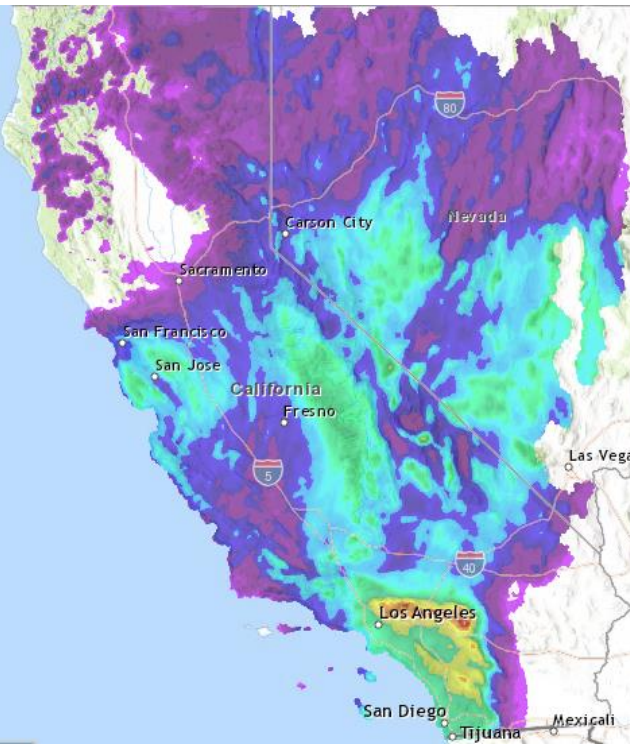 80
Carson City
Nevada
Sacramento
San Francisco
San Jose
California
Fresno
5
Las Vega
40
Los Angeles
San Diego
Tijuana
Mexicali